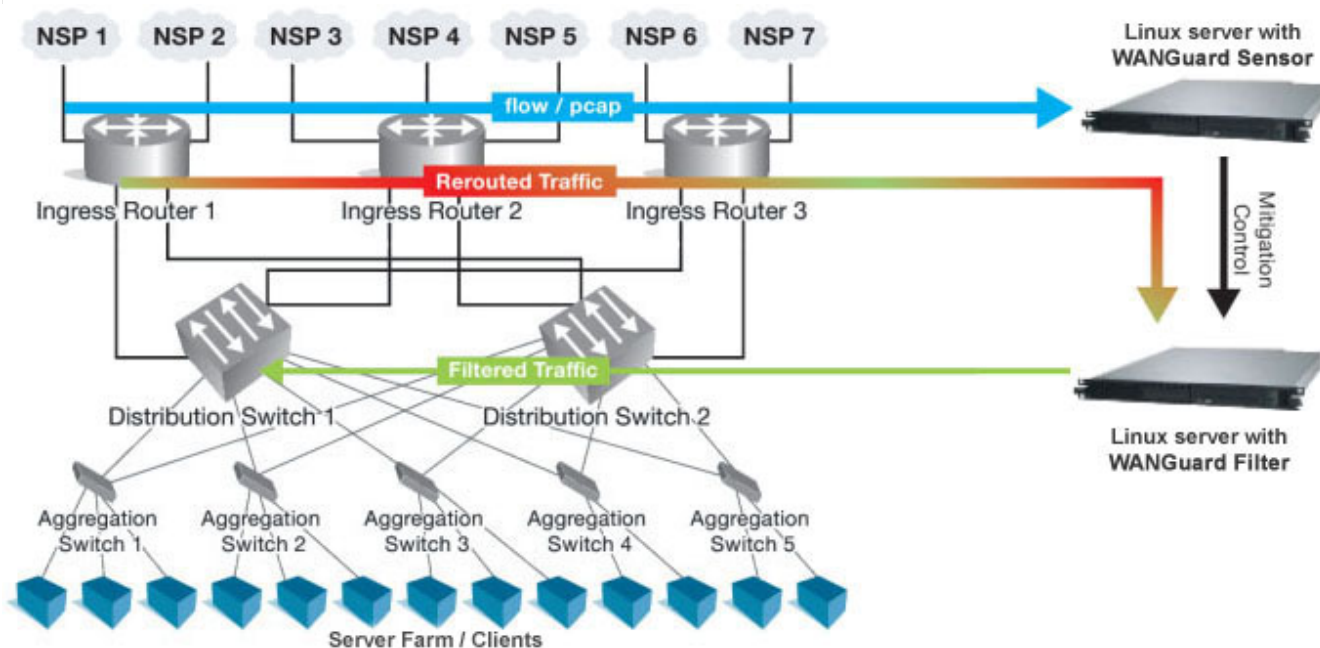 NSP 1
NSP 2
NSP 3
NSP 4
NSP 5
NSP 6
NSP 7
Linux server with
WANGuard Sensor
flow / pcap
Rerouted Traffic
Ingress Router 1
Ingress Router 2
Ingress Router 3
Mitigation
Control
Filtered Traffic
Distribution Switch 1
Distribution Switch 2
Linux server with
WANGuard Filter
Aggregation
Switch 1
Aggregation
Switch 2
Aggregation
Switch 3
Aggregation
Switch 4
Aggregation
Switch 5
Server Farm / Clients